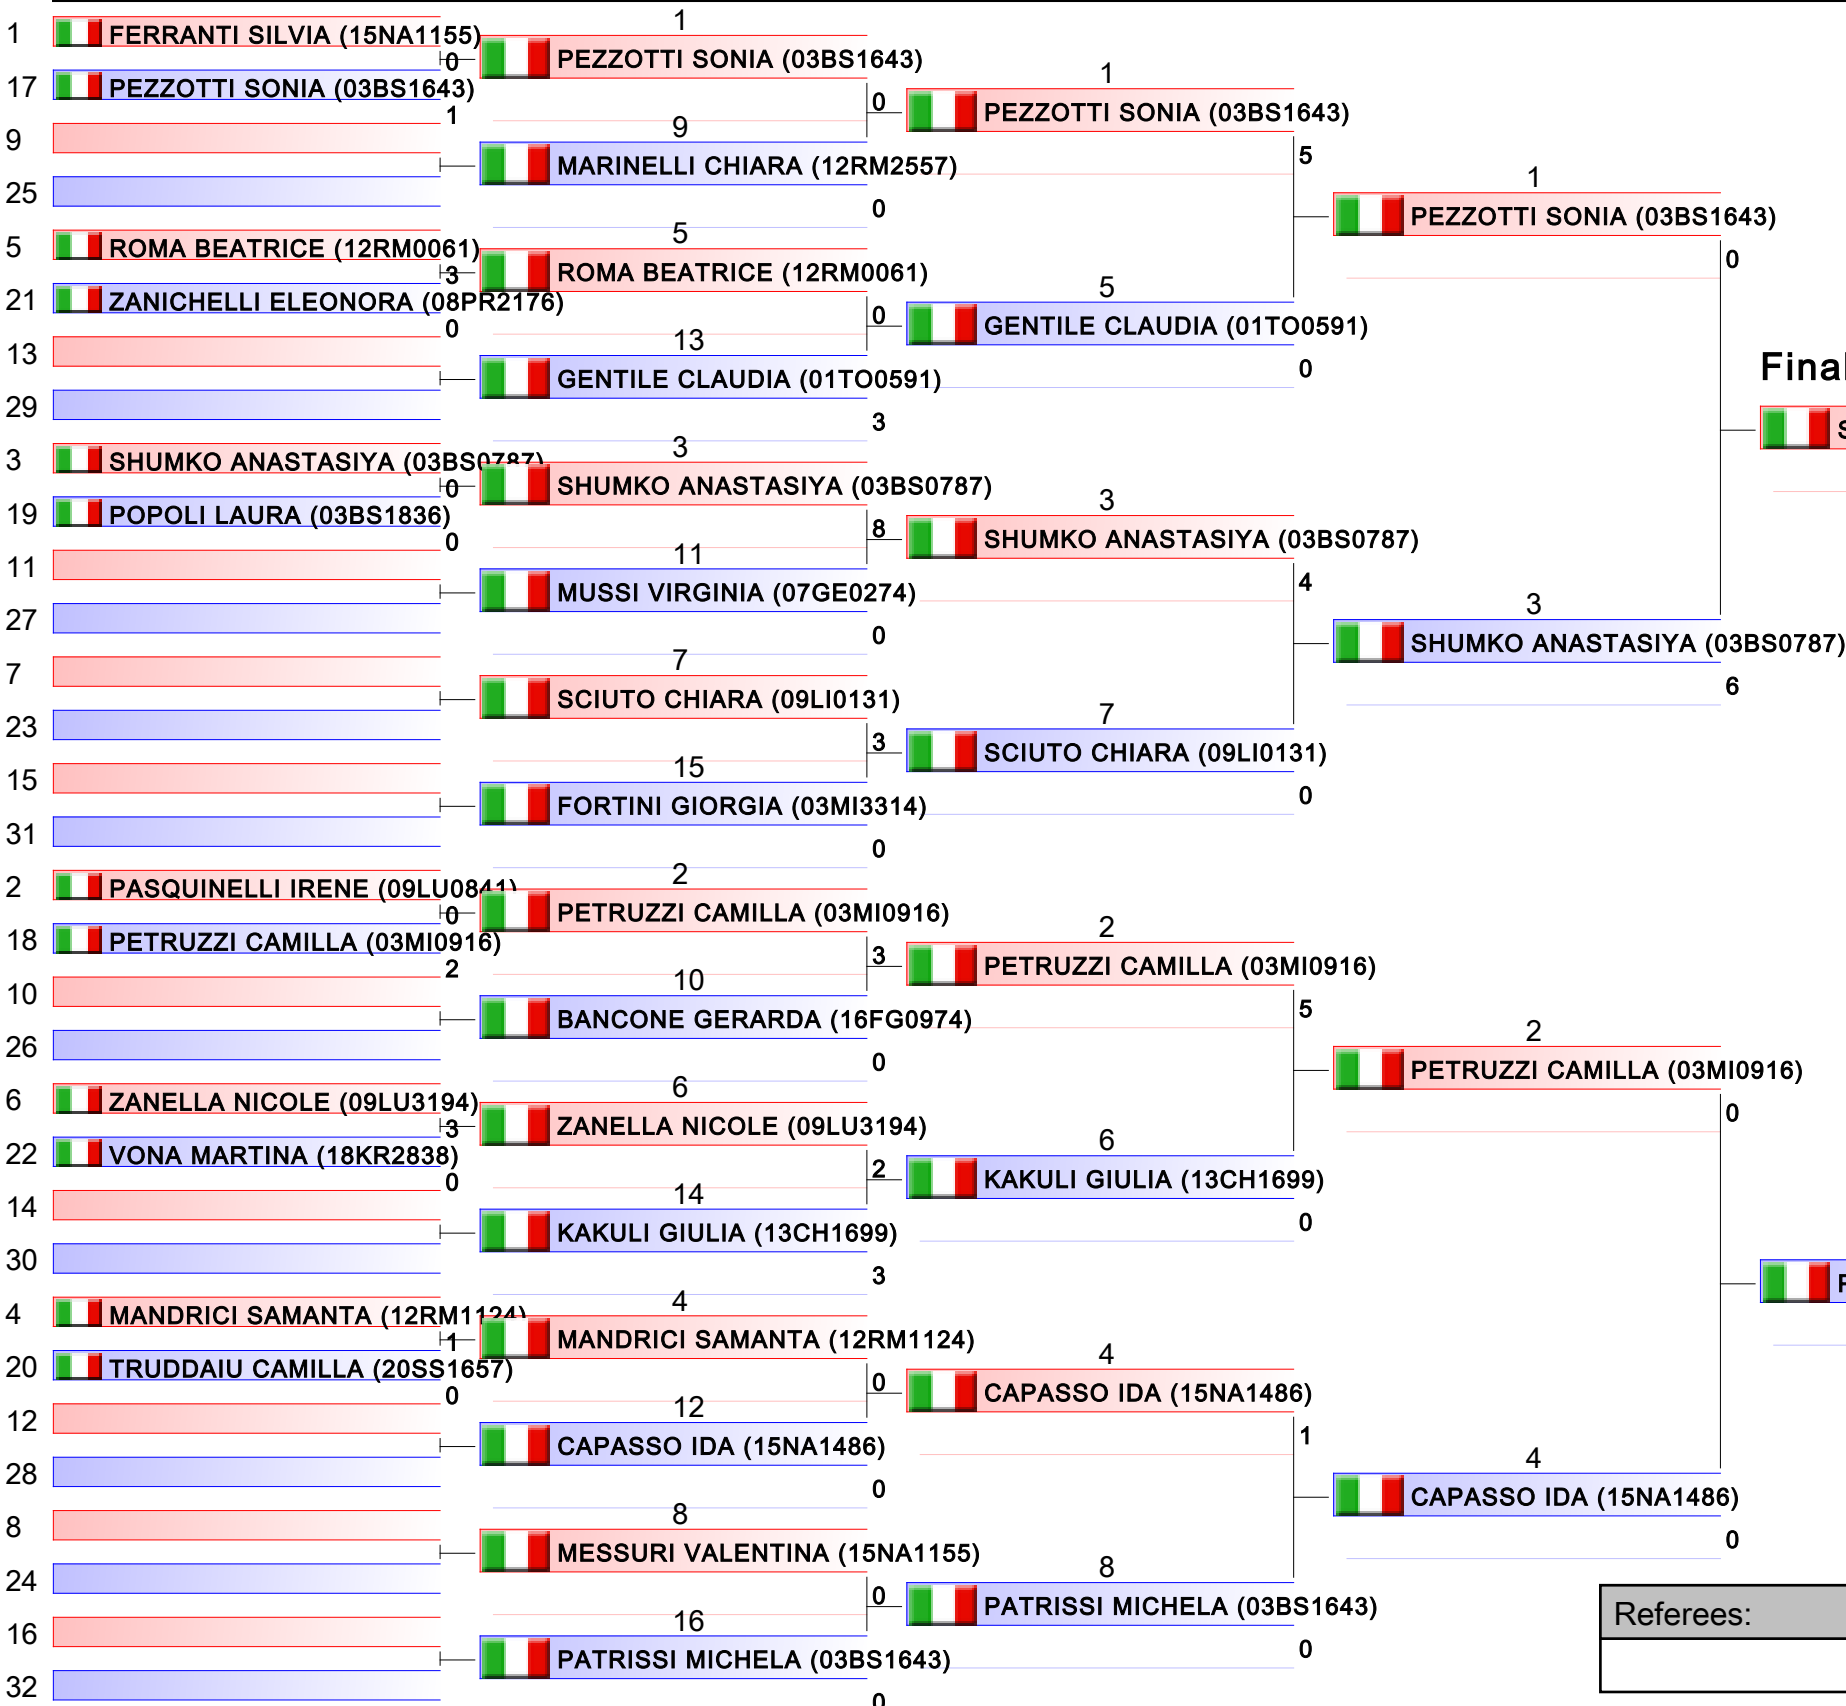 1 FERRANTI SILVIA (15NA1155)
0
17 PEZZOTTI SONIA (03BS1643)
1
9
25
5 ROMA BEATRICE (12RM0061)
3
21 ZANICHELLI ELEONORA (08PR2176)
0
13
29
3 SHUMKO ANASTASIYA (03BS0787)
0
19 POPOLI LAURA (03BS1836)
0
11
27
7
23
15
31
2 PASQUINELLI IRENE (09LU0841)
0
18 PETRUZZI CAMILLA (03MI0916)
2
10
26
6 ZANELLA NICOLE (09LU3194)
3
22 VONA MARTINA (18KR2838)
0
14
30
4 MANDRICI SAMANTA (12RM1124)
1
20 TRUDDAIU CAMILLA (20SS1657)
0
12
28
8
24
16
32
1
PEZZOTTI SONIA (03BS1643)
0
9
MARINELLI CHIARA (12RM2557)
0
5
ROMA BEATRICE (12RM0061)
0
13
GENTILE CLAUDIA (01TO0591)
3
3
SHUMKO ANASTASIYA (03BS0787)
8
11
MUSSI VIRGINIA (07GE0274)
0
7
SCIUTO CHIARA (09LI0131)
3
15
FORTINI GIORGIA (03MI3314)
0
2
PETRUZZI CAMILLA (03MI0916)
3
10
BANCONE GERARDA (16FG0974)
0
6
ZANELLA NICOLE (09LU3194)
2
14
KAKULI GIULIA (13CH1699)
3
4
MANDRICI SAMANTA (12RM1124)
0
12
CAPASSO IDA (15NA1486)
0
8
MESSURI VALENTINA (15NA1155)
0
16
PATRISSI MICHELA (03BS1643)
0
1
PEZZOTTI SONIA (03BS1643)
5
5
GENTILE CLAUDIA (01TO0591)
0
3
SHUMKO ANASTASIYA (03BS0787)
4
7
SCIUTO CHIARA (09LI0131)
0
2
PETRUZZI CAMILLA (03MI0916)
5
6
KAKULI GIULIA (13CH1699)
0
4
CAPASSO IDA (15NA1486)
1
8
PATRISSI MICHELA (03BS1643)
0
1
PEZZOTTI SONIA (03BS1643)
0
3
SHUMKO ANASTASIYA (03BS0787)
6
2
PETRUZZI CAMILLA (03MI0916)
0
4
CAPASSO IDA (15NA1486)
0
Final
Referees: